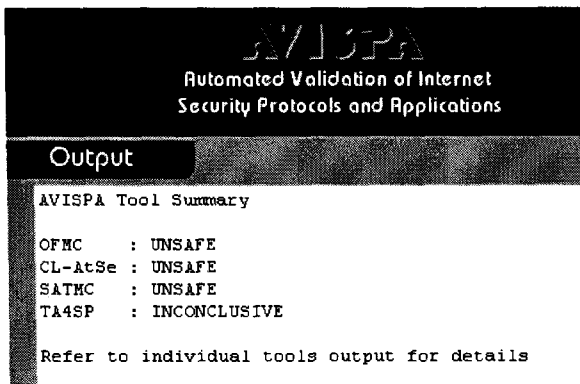 AVISPA
Automated Validation of Internet
Security Protocols and Applications
Output
AVISPA Tool Summary
OFMC : UNSAFE
CL-AtSe : UNSAFE
SATMC : UNSAFE
TA4SP : INCONCLUSIVE
Refer to individual tools output for details